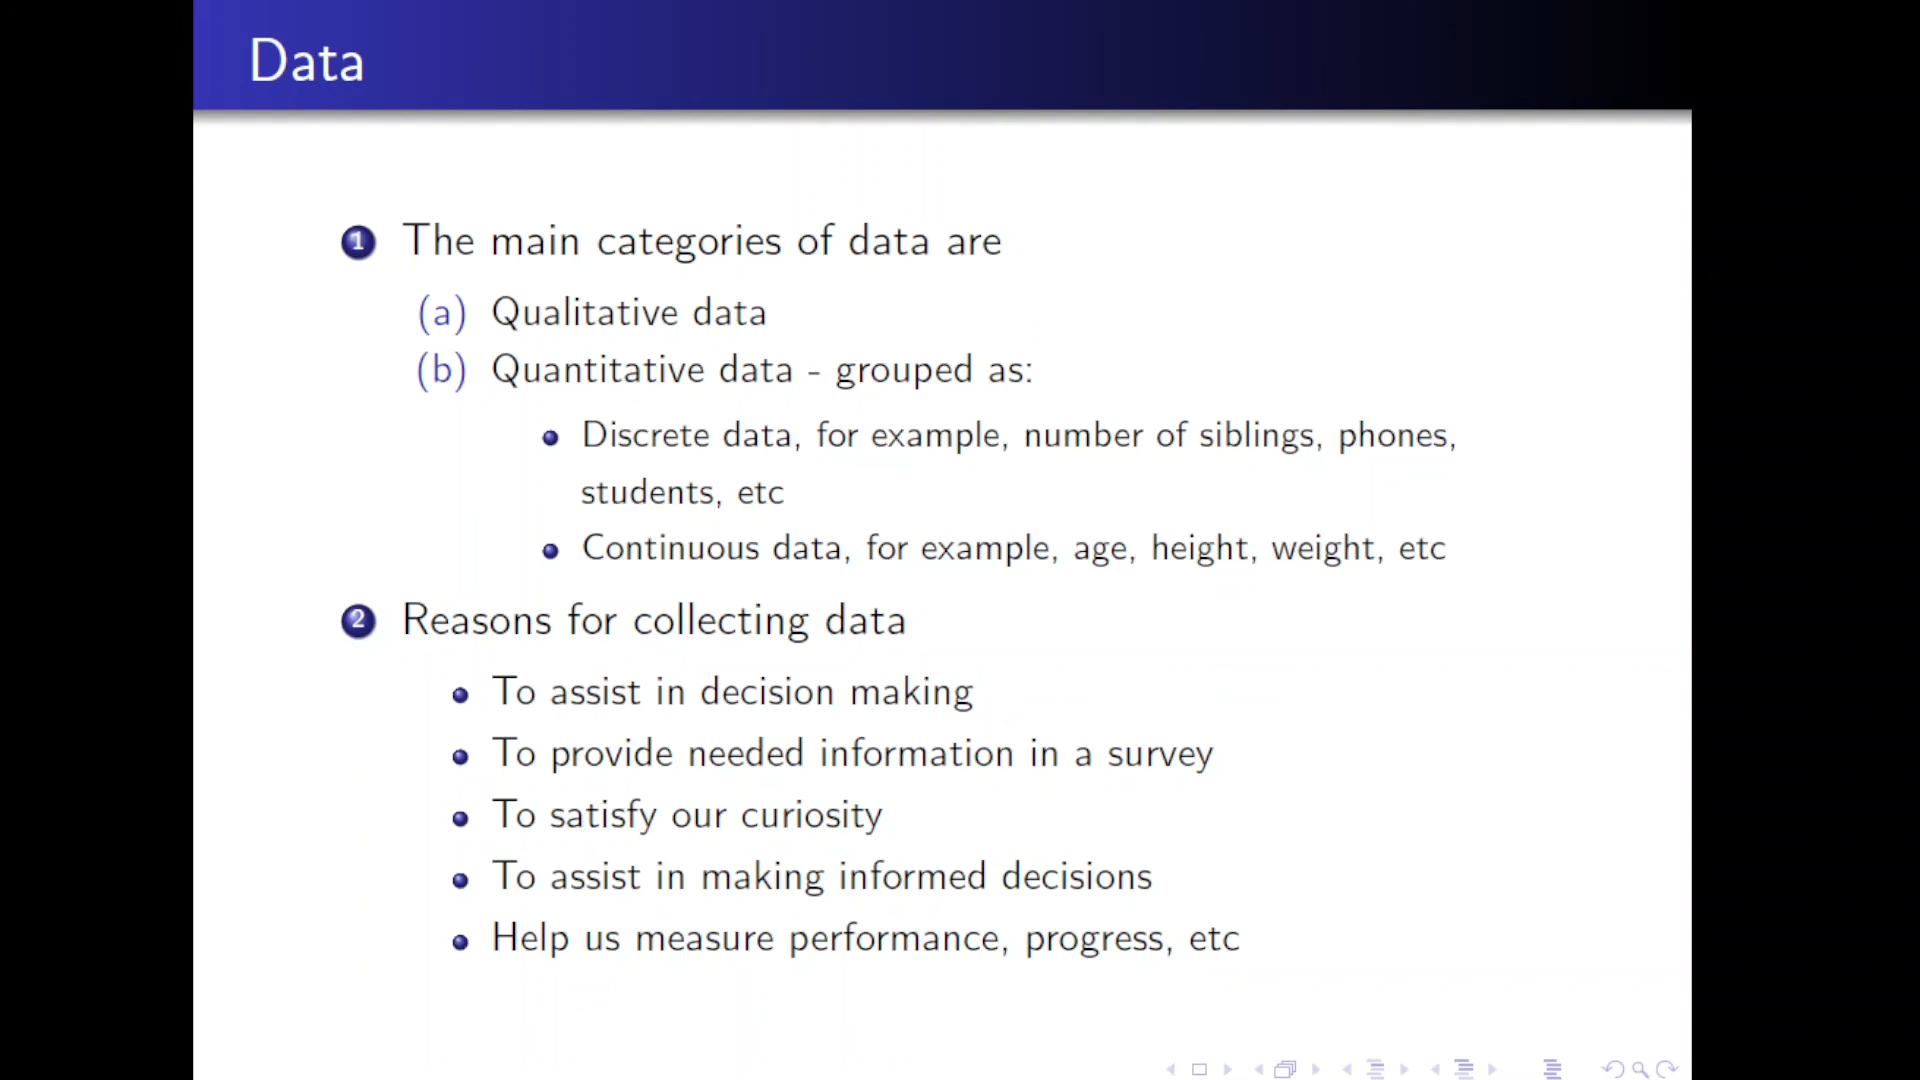 Data
1 The main categories of data are
(a) Qualitative data
(b) Quantitative data - grouped as:
Discrete data, for example, number of siblings, phones,
students, etc
Continuous data, for example, age, height, weight, etc
2 Reasons for collecting data
To assist in decision making
To provide needed information in a survey
To satisfy our curiosity
To assist in making informed decisions
Help us measure performance, progress, etc